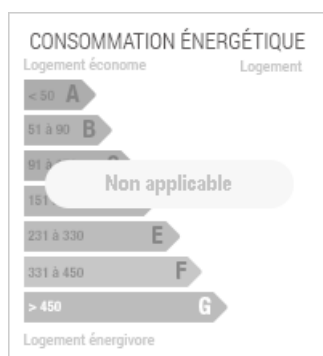 CONSOMMATION ÉNERGÉTIQUE
Logement économe Logement
< 50 A
51 à 90 B
91 à
Non applicable
151
231 à 330 E
331 à 450 F
> 450 G
Logement énergivore